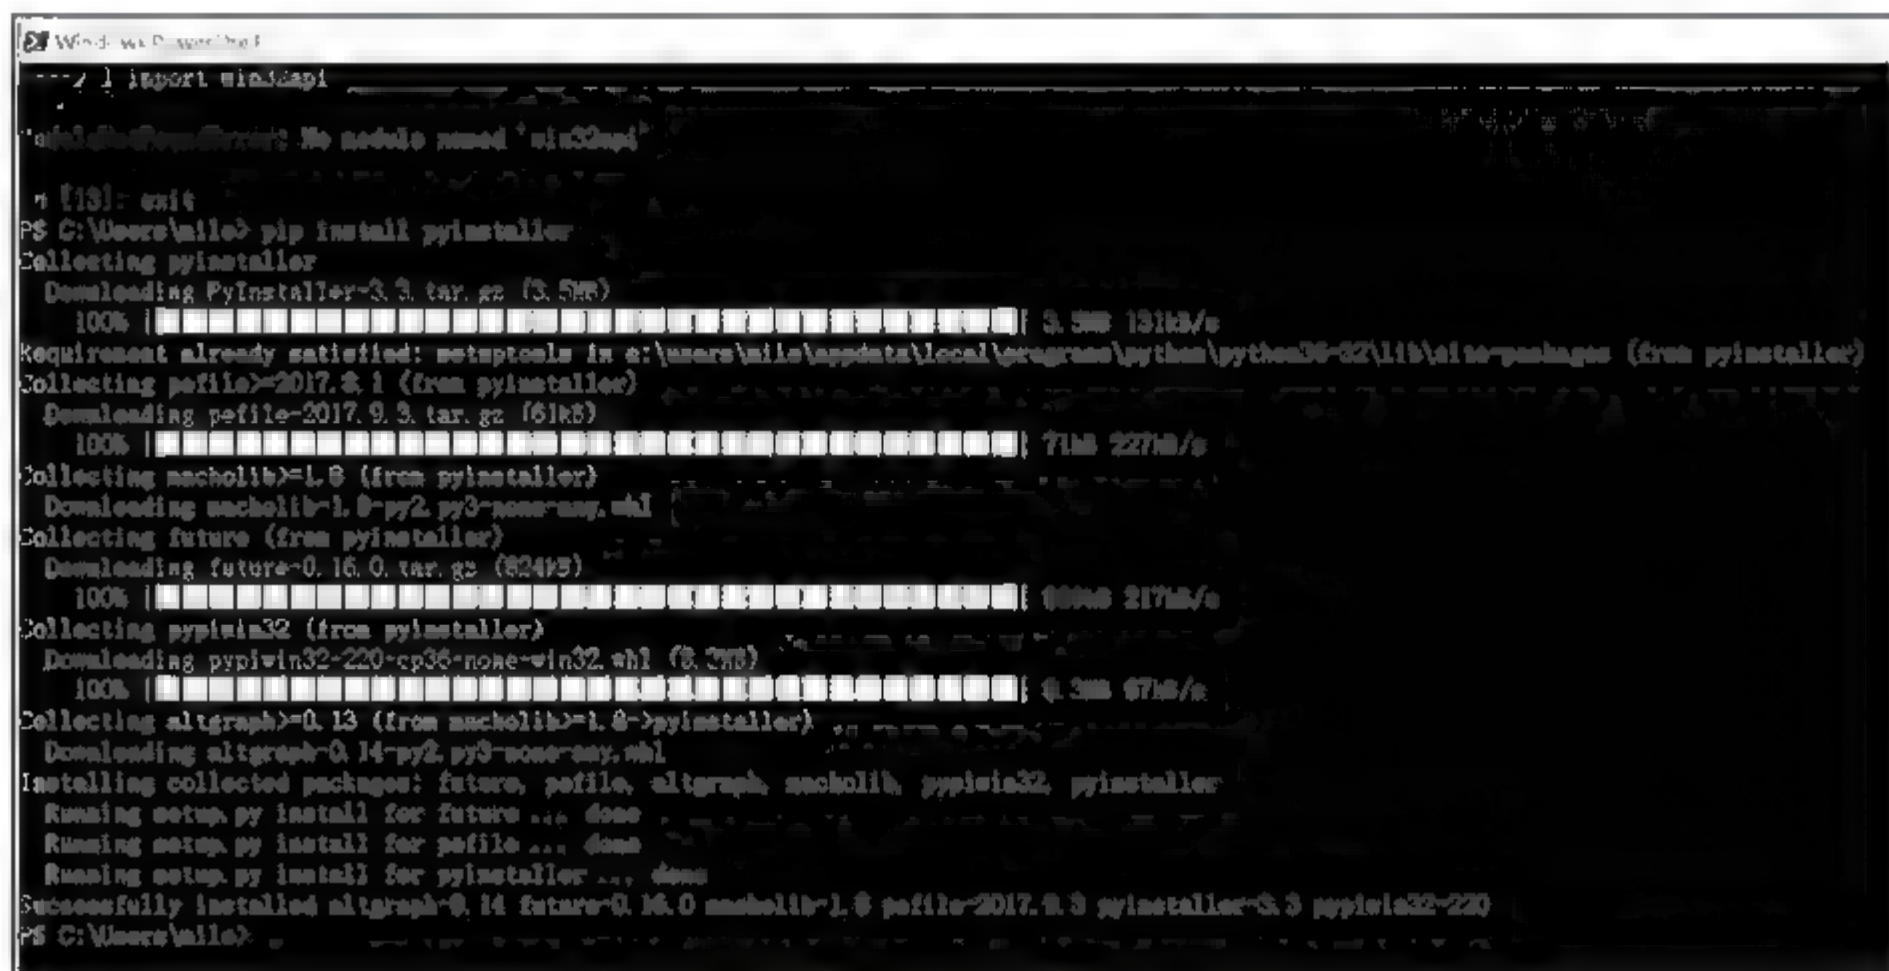 Windows PowerShell
----> 1 import win32api
No module named 'win32api'
[13]: exit
PS C:\Users\milo> pip install pyinstaller
Collecting pyinstaller
Downloading PyInstaller-3.3.tar.gz (3.5MB)
100% 3.5MB 131kB/s
Requirement already satisfied: setuptools in c:\users\milo\appdata\local\programs\python\python36-32\lib\site-packages (from pyinstaller)
Collecting pefile>=2017.8.1 (from pyinstaller)
Downloading pefile-2017.9.3.tar.gz (61kB)
100% 71kB 227kB/s
Collecting macholib>=1.8 (from pyinstaller)
Downloading macholib-1.8-py2.py3-none-any.whl
Collecting future (from pyinstaller)
Downloading future-0.16.0.tar.gz (824kB)
100% 217kB/s
Collecting pypiwin32 (from pyinstaller)
Downloading pypiwin32-220-cp36-none-win32.whl (8.3MB)
100% 8.3MB 67kB/s
Collecting altgraph>=0.13 (from macholib>=1.8->pyinstaller)
Downloading altgraph-0.14-py2.py3-none-any.whl
Installing collected packages: future, pefile, altgraph, macholib, pypiwin32, pyinstaller
Running setup.py install for future ... done
Running setup.py install for pefile ... done
Running setup.py install for pyinstaller ... done
Successfully installed altgraph-0.14 future-0.16.0 macholib-1.8 pefile-2017.9.3 pyinstaller-3.3 pypiwin32-220
PS C:\Users\milo>